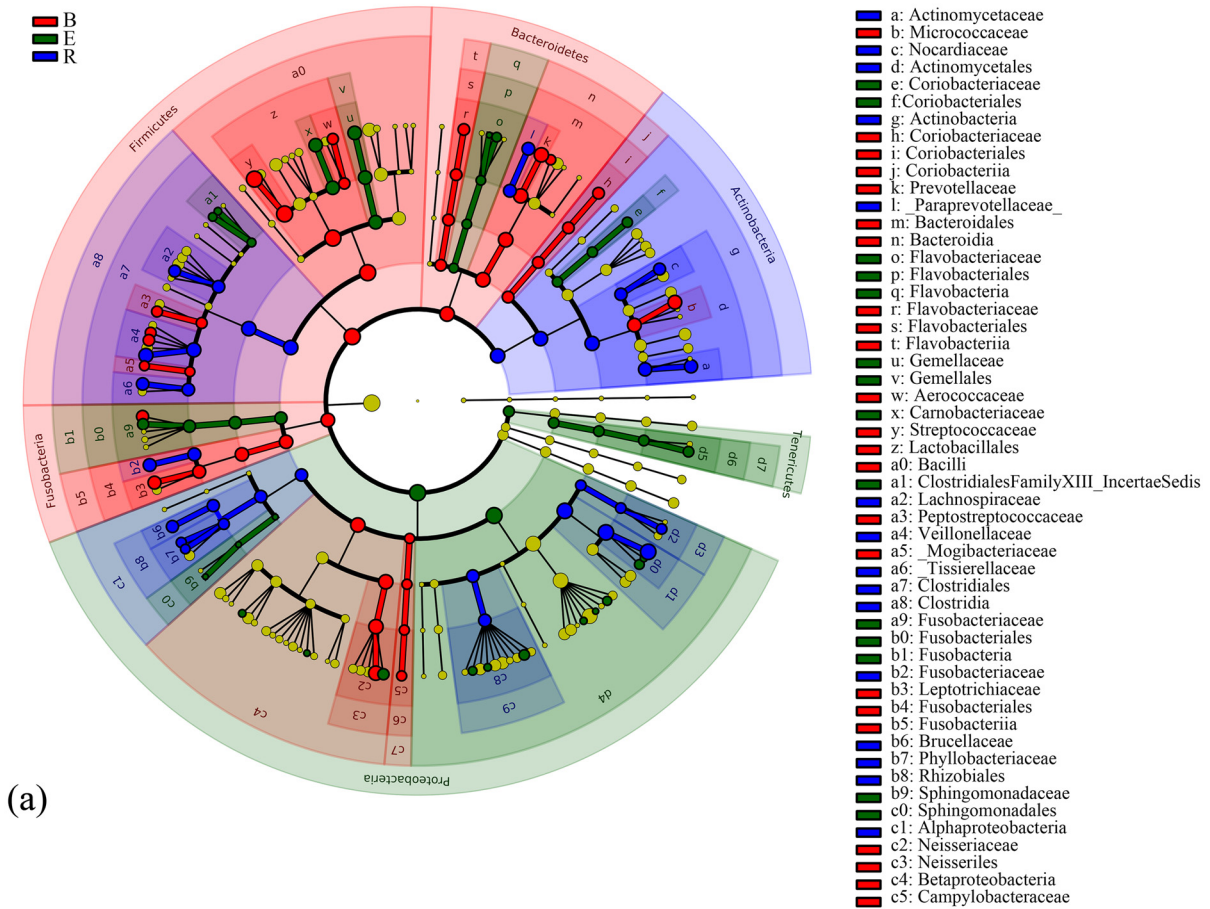 B
E
R
Bacteroidetes
Firmicutes
Actinobacteria
Tenericutes
Fusobacteria
Proteobacteria
a0
z
y
x
w
v
u
t
s
r
q
p
o
n
m
l
k
j
i
h
g
f
e
d
c
b
a
a1
a2
a3
a4
a5
a6
a7
a8
a9
b0
b1
b2
b3
b4
b5
b6
b7
b8
b9
c0
c1
c2
c3
c4
c5
c6
c7
c8
c9
d0
d1
d2
d3
d4
d5
d6
d7
(a)
a: Actinomycetaceae
b: Micrococcaceae
c: Nocardiaceae
d: Actinomycetales
e: Coriobacteriaceae
f:Coriobacteriales
g: Actinobacteria
h: Coriobacteriaceae
i: Coriobacteriales
j: Coriobacteriia
k: Prevotellaceae
l: _Paraprevotellaceae_
m: Bacteroidales
n: Bacteroidia
o: Flavobacteriaceae
p: Flavobacteriales
q: Flavobacteria
r: Flavobacteriaceae
s: Flavobacteriales
t: Flavobacteriia
u: Gemellaceae
v: Gemellales
w: Aerococcaceae
x: Carnobacteriaceae
y: Streptococcaceae
z: Lactobacillales
a0: Bacilli
a1: ClostridialesFamilyXIII_IncertaeSedis
a2: Lachnospiraceae
a3: Peptostreptococcaceae
a4: Veillonellaceae
a5: _Mogibacteriaceae
a6: _Tissierellaceae
a7: Clostridiales
a8: Clostridia
a9: Fusobacteriaceae
b0: Fusobacteriales
b1: Fusobacteria
b2: Fusobacteriaceae
b3: Leptotrichiaceae
b4: Fusobacteriales
b5: Fusobacteriia
b6: Brucellaceae
b7: Phyllobacteriaceae
b8: Rhizobiales
b9: Sphingomonadaceae
c0: Sphingomonadales
c1: Alphaproteobacteria
c2: Neisseriaceae
c3: Neisseriles
c4: Betaproteobacteria
c5: Campylobacteraceae